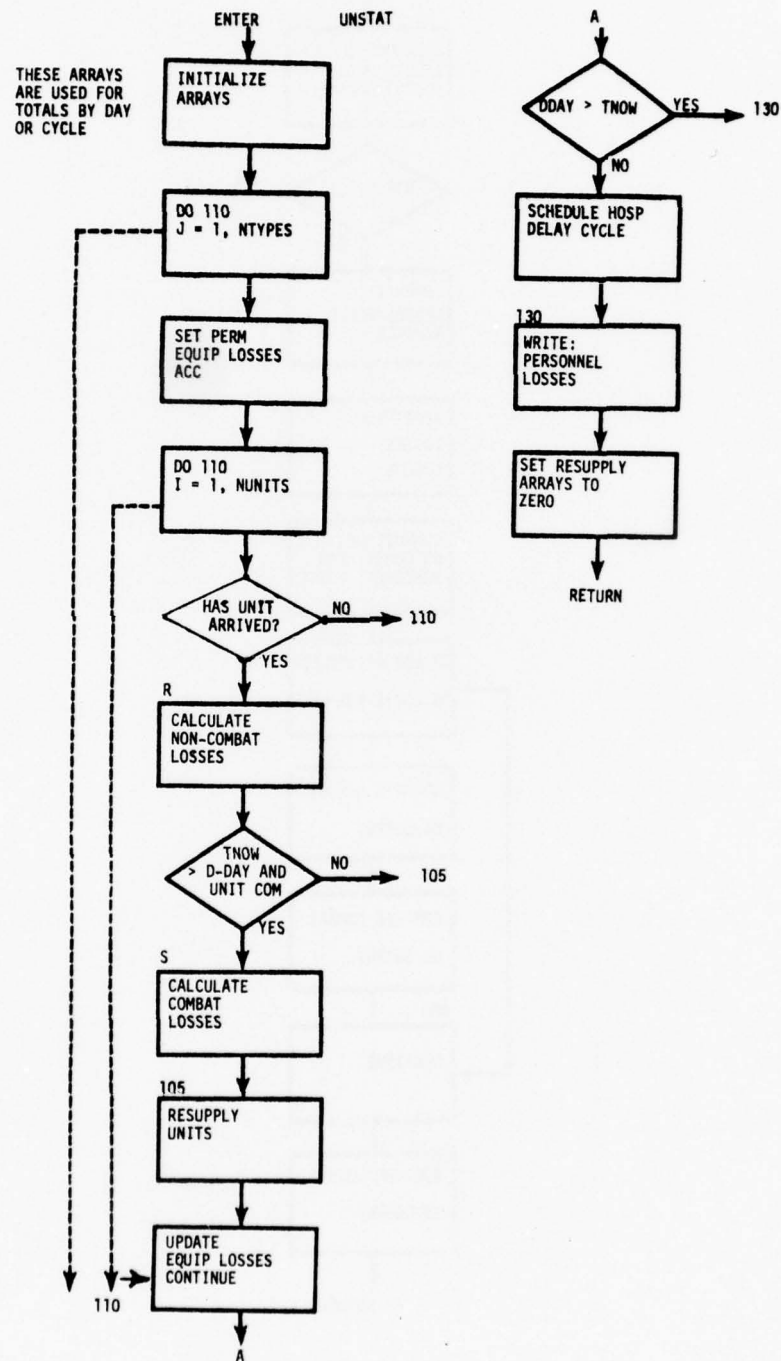 ENTER UNSTAT
THESE ARRAYS
ARE USED FOR
TOTALS BY DAY
OR CYCLE
INITIALIZE
ARRAYS
DO 110
J = 1, NTYPES
SET PERM
EQUIP LOSSES
ACC
DO 110
I = 1, NUNITS
HAS UNIT
ARRIVED?
NO
110
YES
R
CALCULATE
NON-COMBAT
LOSSES
TNOW
> D-DAY AND
UNIT COM
NO
105
YES
S
CALCULATE
COMBAT
LOSSES
105
RESUPPLY
UNITS
UPDATE
EQUIP LOSSES
CONTINUE
110
A
A
DDAY > TNOW
YES
130
NO
SCHEDULE HOSP
DELAY CYCLE
130
WRITE:
PERSONNEL
LOSSES
SET RESUPPLY
ARRAYS TO
ZERO
RETURN